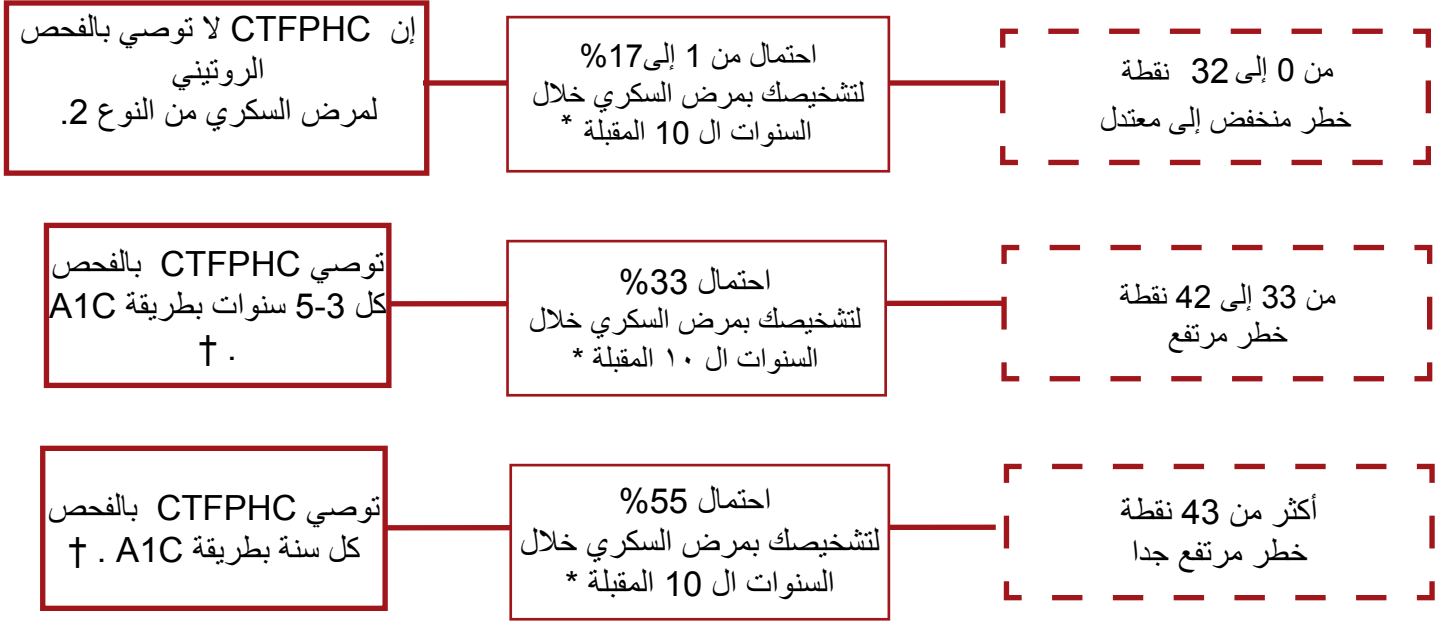 من 0 إلى 32 نقطة
خطر منخفض إلى معتدل
احتمال من 1 إلى17%
لتشخيصك بمرض السكري خلال
السنوات ال 10 المقبلة *
إن CTFPHC لا توصي بالفحص
الروتيني
لمرض السكري من النوع 2.
من 33 إلى 42 نقطة
خطر مرتفع
احتمال 33%
لتشخيصك بمرض السكري خلال
السنوات ال ١٠ المقبلة *
توصي CTFPHC بالفحص
كل 3-5 سنوات بطريقة A1C
. †
أكثر من 43 نقطة
خطر مرتفع جدا
احتمال 55%
لتشخيصك بمرض السكري خلال
السنوات ال 10 المقبلة *
توصي CTFPHC بالفحص
كل سنة بطريقة A1C . †